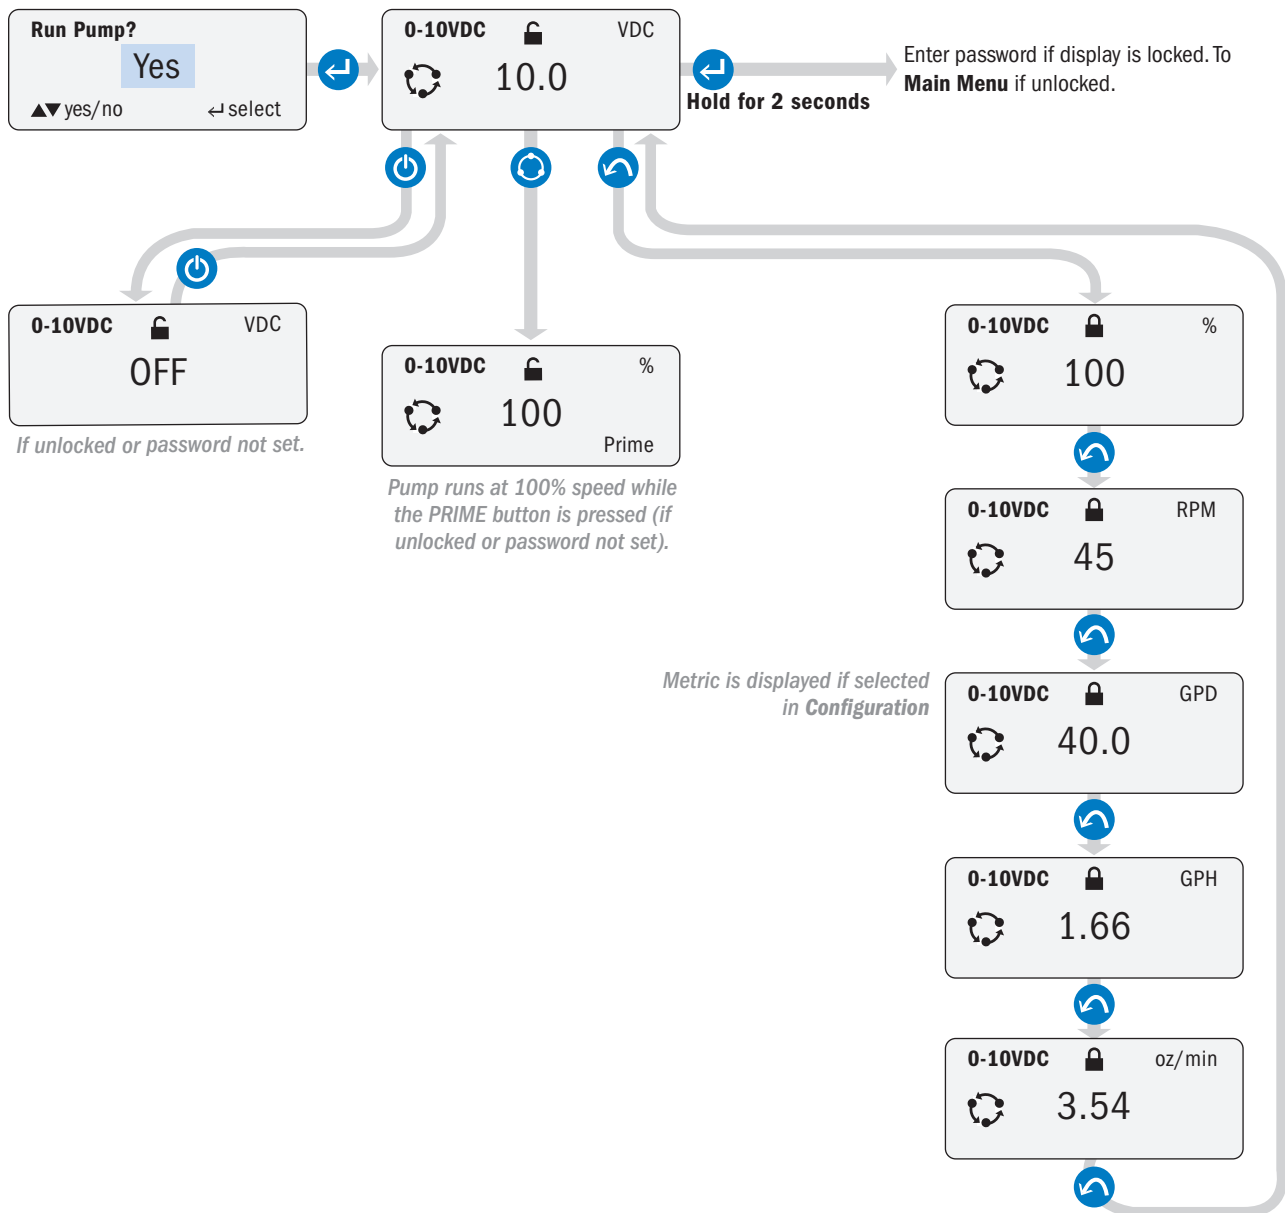 Run Pump?
Yes
▲▼ yes/no ↵ select
0-10VDC VDC
10.0
Hold for 2 seconds
Enter password if display is locked. To
Main Menu if unlocked.
0-10VDC VDC
OFF
If unlocked or password not set.
0-10VDC %
100
Prime
Pump runs at 100% speed while
the PRIME button is pressed (if
unlocked or password not set).
0-10VDC %
100
0-10VDC RPM
45
Metric is displayed if selected
in Configuration
0-10VDC GPD
40.0
0-10VDC GPH
1.66
0-10VDC oz/min
3.54